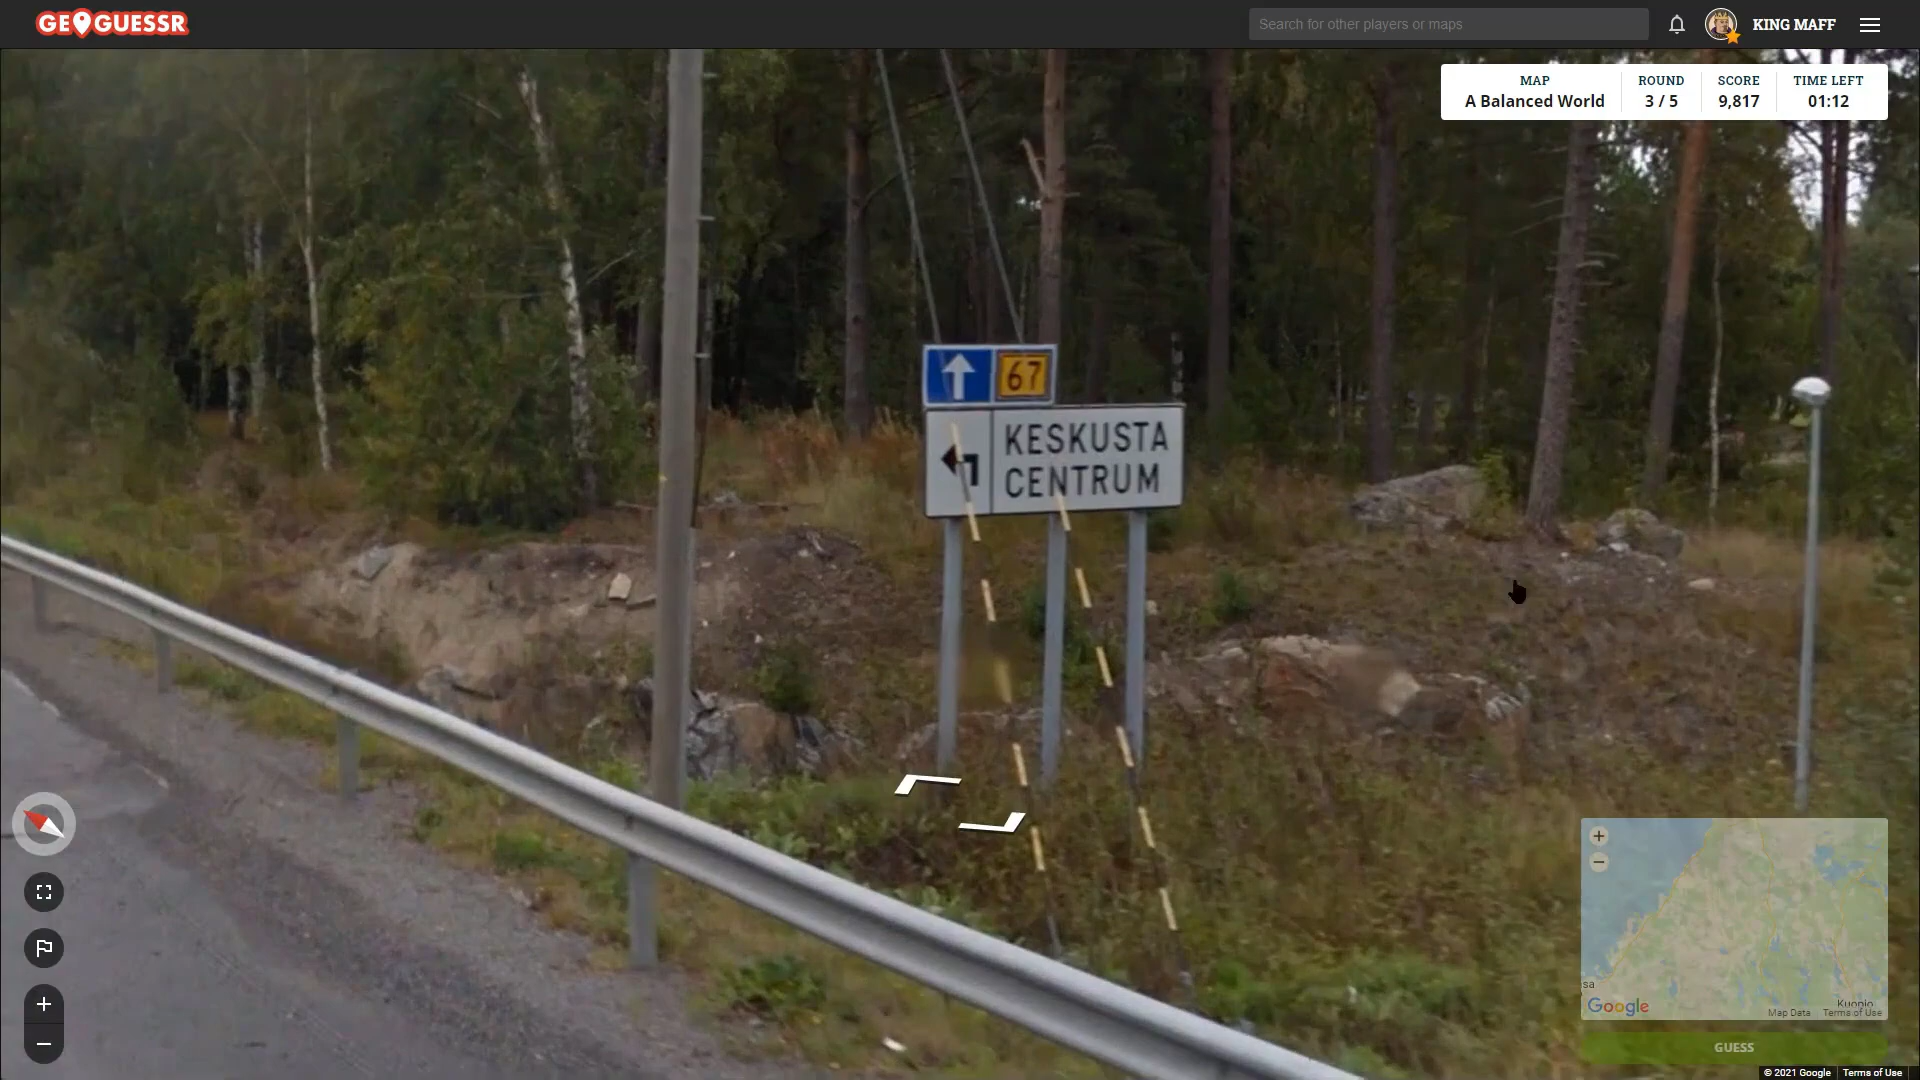 GEOGUESSR
Search for other players or maps
KING MAFF
MAP
A Balanced World
ROUND
3 / 5
SCORE
9,817
TIME LEFT
01:12
67
KESKUSTA
CENTRUM
sa
Kuopio
Google
Map Data
Terms of Use
GUESS
© 2021 Google
Terms of Use